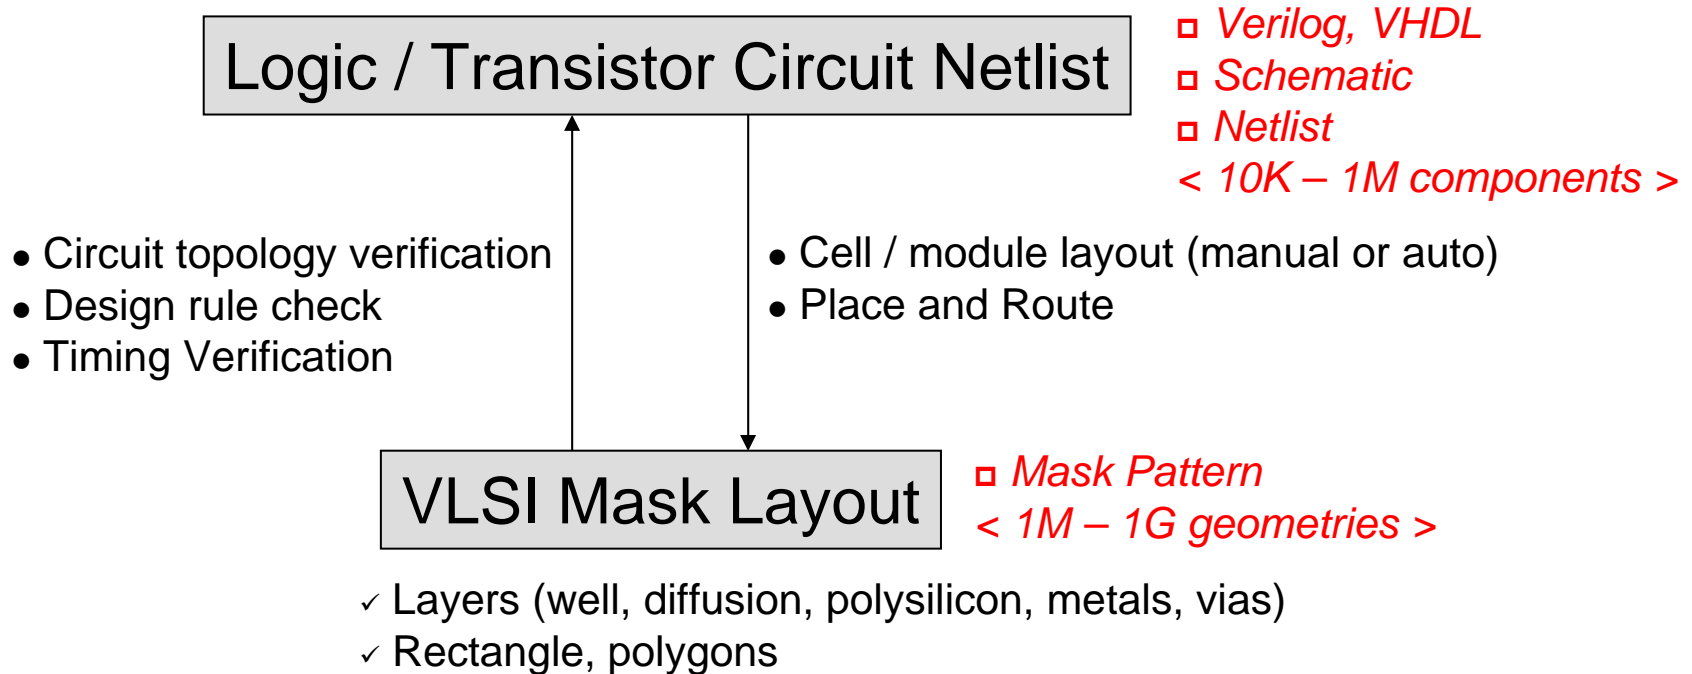 Logic / Transistor Circuit Netlist
Verilog, VHDL
Schematic
Netlist
< 10K – 1M components >
• Circuit topology verification
• Design rule check
• Timing Verification
• Cell / module layout (manual or auto)
• Place and Route
VLSI Mask Layout
Mask Pattern
< 1M – 1G geometries >
✓ Layers (well, diffusion, polysilicon, metals, vias)
✓ Rectangle, polygons